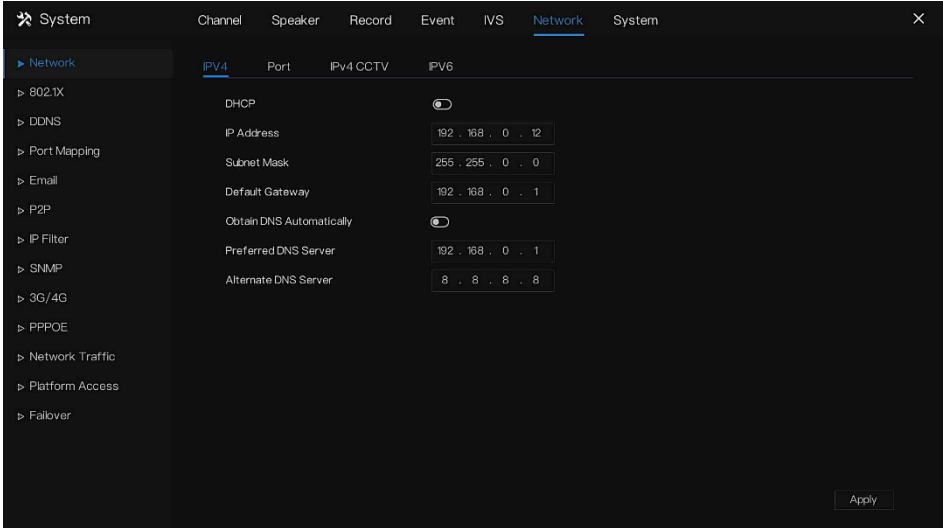 System Channel Speaker Record Event IVS Network System
Network
802.1X
DDNS
Port Mapping
Email
P2P
IP Filter
SNMP
3G/4G
PPPOE
Network Traffic
Platform Access
Failover
IPV4 Port IPv4 CCTV IPV6
DHCP
IP Address 192 . 168 . 0 . 12
Subnet Mask 255 . 255 . 0 . 0
Default Gateway 192 . 168 . 0 . 1
Obtain DNS Automatically
Preferred DNS Server 192 . 168 . 0 . 1
Alternate DNS Server 8 . 8 . 8 . 8
Apply